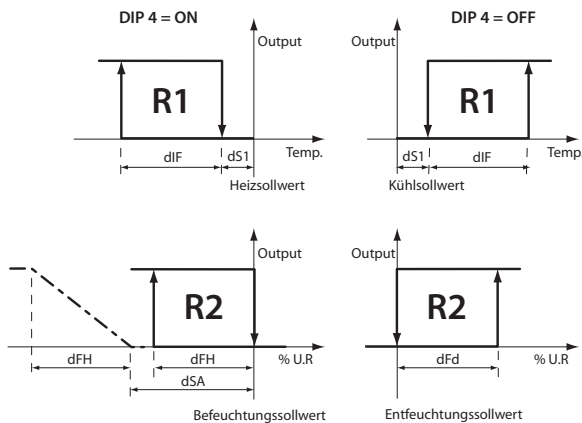 DIP 4 = ON
DIP 4 = OFF
Output
Output
R1
R1
dIF
dS1
Temp.
dS1
dIF
Temp.
Heizsollwert
Kühlsollwert
Output
Output
R2
R2
dFH
dFH
% U.R
dFd
% U.R
dSA
Befeuchtungssollwert
Entfeuchtungssollwert